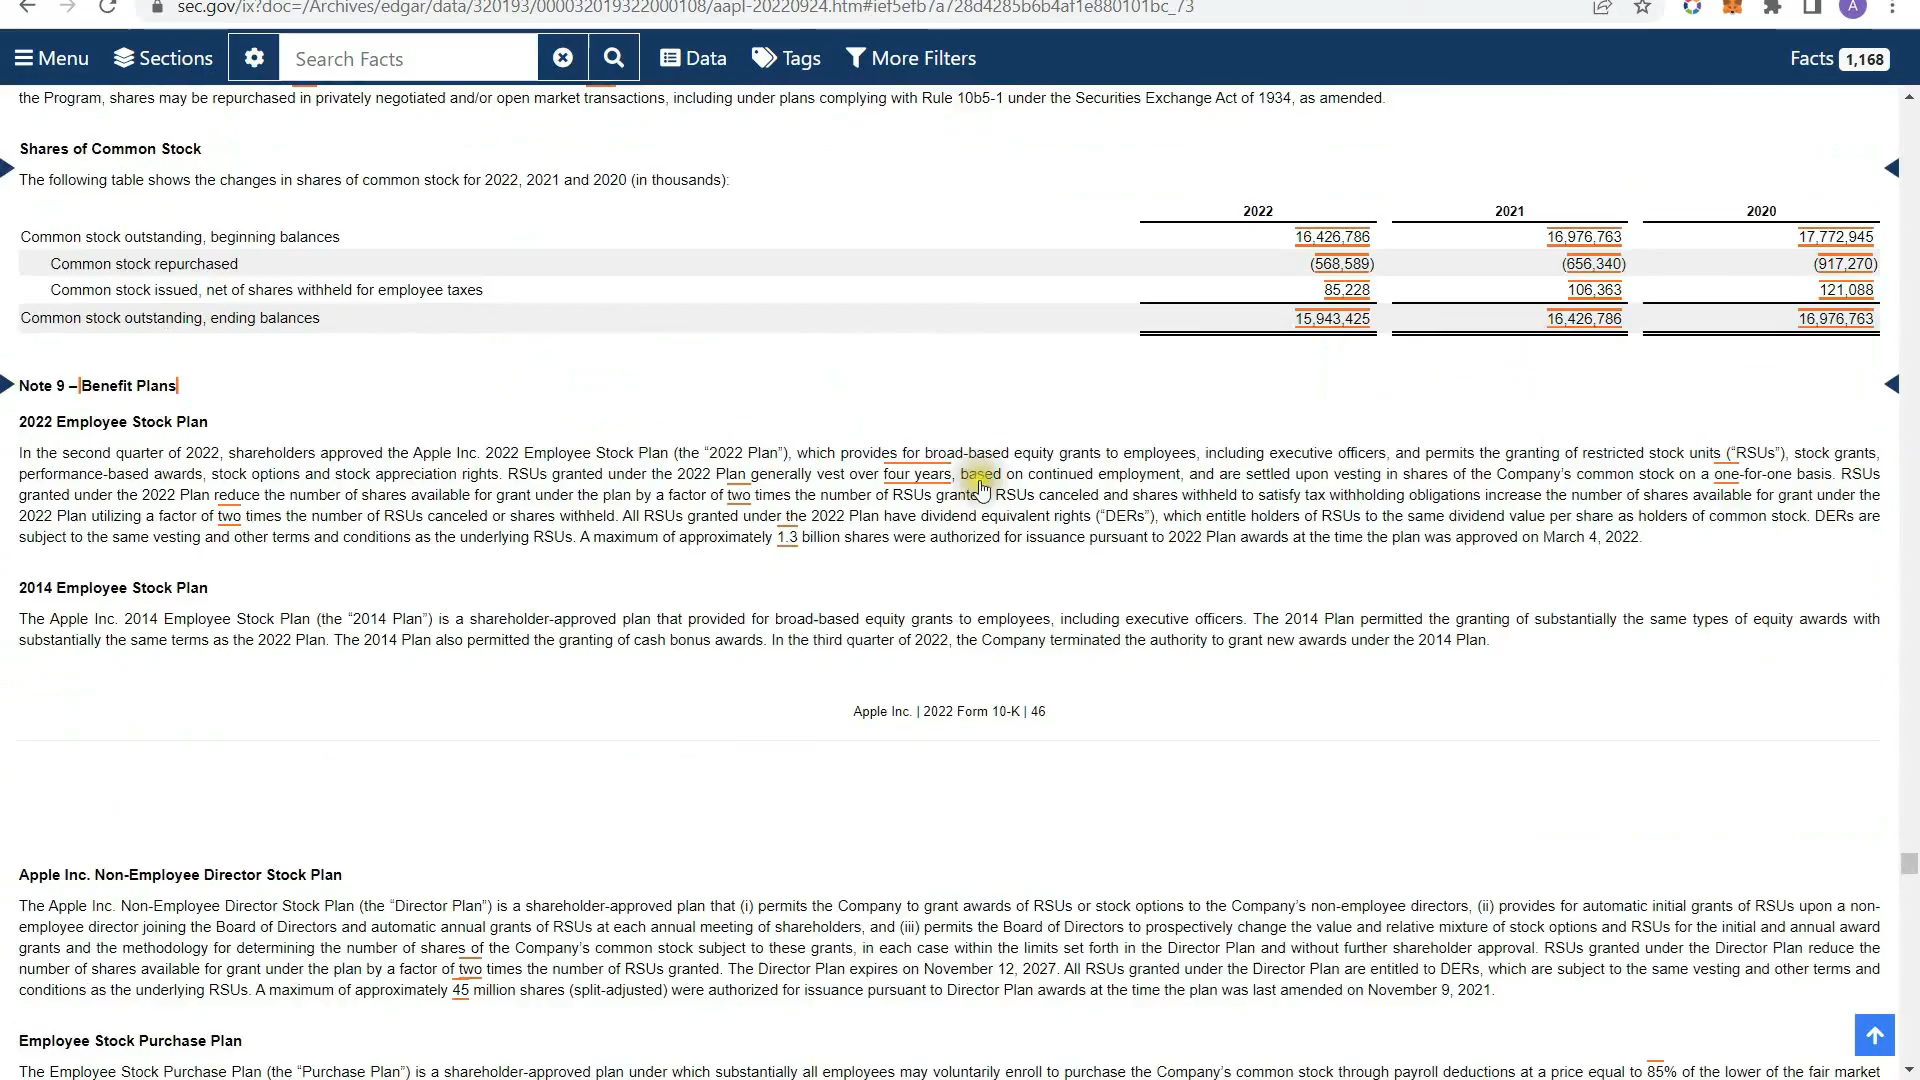 sec.gov/ix?doc=/Archives/edgar/data/320193/000032019322000108/aapl-20220924.htm#ief5efb7a728d4285b6b4af1e880101bc_73
A
Menu Sections Search Facts Data Tags More Filters Facts 1,168
the Program, shares may be repurchased in privately negotiated and/or open market transactions, including under plans complying with Rule 10b5-1 under the Securities Exchange Act of 1934, as amended.
Shares of Common Stock
The following table shows the changes in shares of common stock for 2022, 2021 and 2020 (in thousands):
2022 2021 2020
Common stock outstanding, beginning balances 16,426,786 16,976,763 17,772,945
Common stock repurchased (568,589) (656,340) (917,270)
Common stock issued, net of shares withheld for employee taxes 85,228 106,363 121,088
Common stock outstanding, ending balances 15,943,425 16,426,786 16,976,763
Note 9 – Benefit Plans
2022 Employee Stock Plan
In the second quarter of 2022, shareholders approved the Apple Inc. 2022 Employee Stock Plan (the “2022 Plan”), which provides for broad-based equity grants to employees, including executive officers, and permits the granting of restricted stock units (“RSUs”), stock grants,
performance-based awards, stock options and stock appreciation rights. RSUs granted under the 2022 Plan generally vest over four years, based on continued employment, and are settled upon vesting in shares of the Company’s common stock on a one-for-one basis. RSUs
granted under the 2022 Plan reduce the number of shares available for grant under the plan by a factor of two times the number of RSUs granted. RSUs canceled and shares withheld to satisfy tax withholding obligations increase the number of shares available for grant under the
2022 Plan utilizing a factor of two times the number of RSUs canceled or shares withheld. All RSUs granted under the 2022 Plan have dividend equivalent rights (“DERs”), which entitle holders of RSUs to the same dividend value per share as holders of common stock. DERs are
subject to the same vesting and other terms and conditions as the underlying RSUs. A maximum of approximately 1.3 billion shares were authorized for issuance pursuant to 2022 Plan awards at the time the plan was approved on March 4, 2022.
2014 Employee Stock Plan
The Apple Inc. 2014 Employee Stock Plan (the “2014 Plan”) is a shareholder-approved plan that provided for broad-based equity grants to employees, including executive officers. The 2014 Plan permitted the granting of substantially the same types of equity awards with
substantially the same terms as the 2022 Plan. The 2014 Plan also permitted the granting of cash bonus awards. In the third quarter of 2022, the Company terminated the authority to grant new awards under the 2014 Plan.
Apple Inc. | 2022 Form 10-K | 46
Apple Inc. Non-Employee Director Stock Plan
The Apple Inc. Non-Employee Director Stock Plan (the “Director Plan”) is a shareholder-approved plan that (i) permits the Company to grant awards of RSUs or stock options to the Company’s non-employee directors, (ii) provides for automatic initial grants of RSUs upon a non-
employee director joining the Board of Directors and automatic annual grants of RSUs at each annual meeting of shareholders, and (iii) permits the Board of Directors to prospectively change the value and relative mixture of stock options and RSUs for the initial and annual award
grants and the methodology for determining the number of shares of the Company’s common stock subject to these grants, in each case within the limits set forth in the Director Plan and without further shareholder approval. RSUs granted under the Director Plan reduce the
number of shares available for grant under the plan by a factor of two times the number of RSUs granted. The Director Plan expires on November 12, 2027. All RSUs granted under the Director Plan are entitled to DERs, which are subject to the same vesting and other terms and
conditions as the underlying RSUs. A maximum of approximately 45 million shares (split-adjusted) were authorized for issuance pursuant to Director Plan awards at the time the plan was last amended on November 9, 2021.
Employee Stock Purchase Plan
The Employee Stock Purchase Plan (the “Purchase Plan”) is a shareholder-approved plan under which substantially all employees may voluntarily enroll to purchase the Company’s common stock through payroll deductions at a price equal to 85% of the lower of the fair market